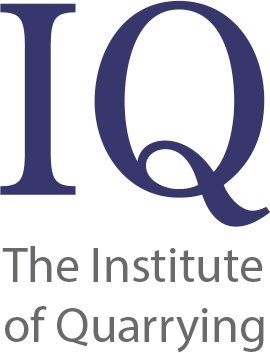 IQ
The Institute
of Quarrying